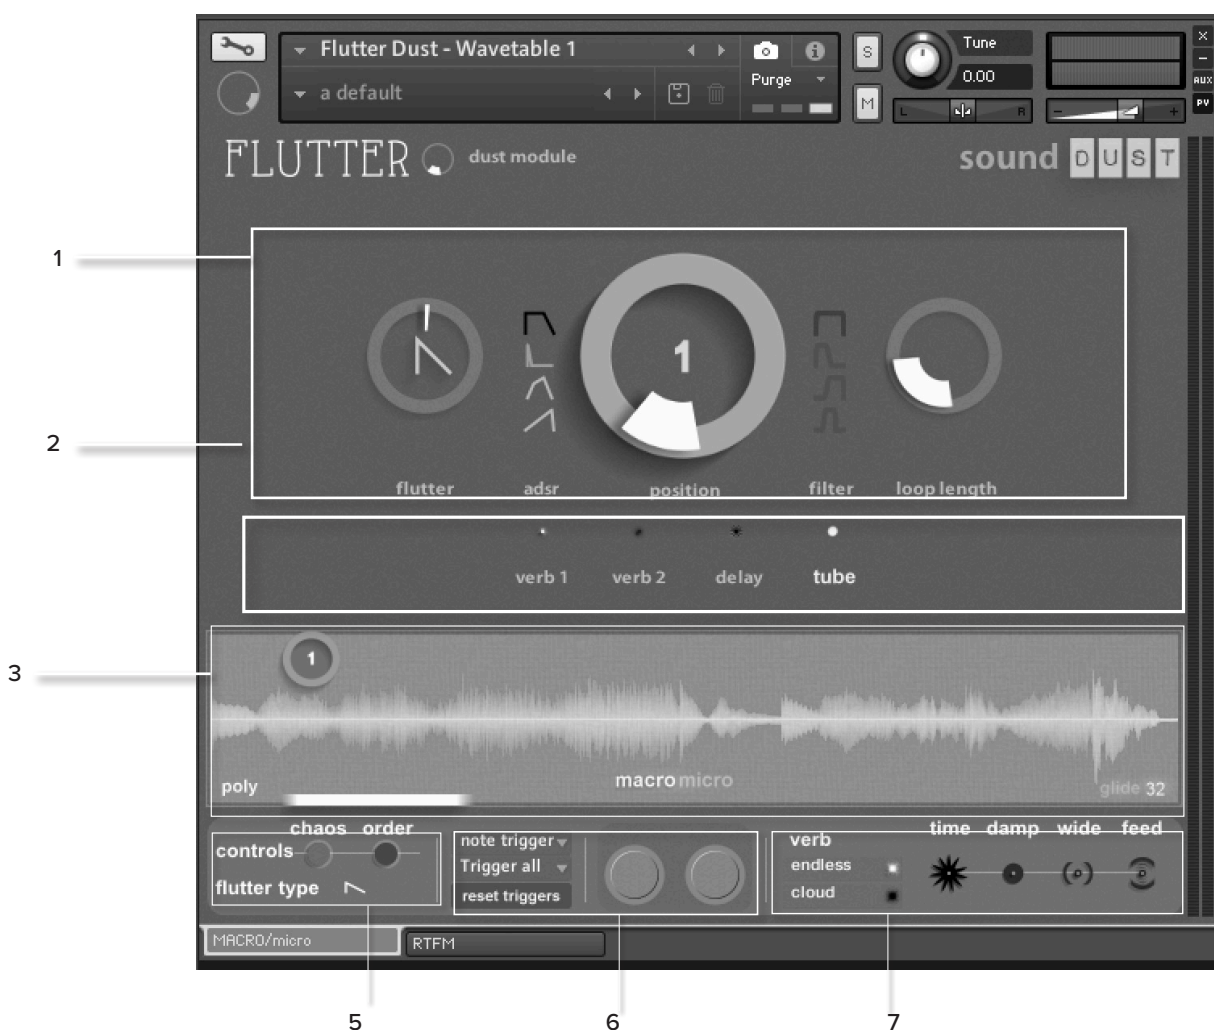 Flutter Dust - Wavetable 1
a default
Purge
S
M
Tune
0.00
L R
- +
X
-
AUX
PV
FLUTTER dust module
sound DUST
1
1
2
flutter adsr position filter loop length
verb 1 verb 2 delay tube
3
1
poly macro micro glide 32
chaos order
controls
flutter type
note trigger
Trigger all
reset triggers
verb
endless
cloud
time damp wide feed
MACRO/micro RTFM
5 6 7